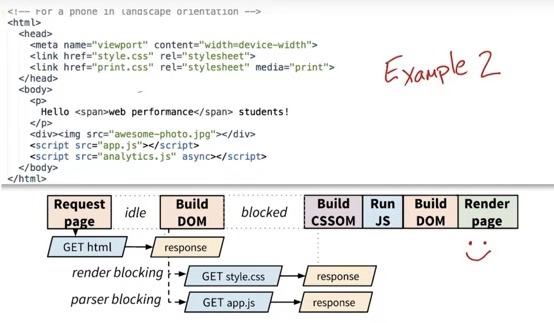 <!-- For a phone in landscape orientation -->
<html>
<head>
<meta name="viewport" content="width=device-width">
<link href="style.css" rel="stylesheet">
<link href="print.css" rel="stylesheet" media="print">
</head>
<body>
<p>
Hello <span>web performance</span> students!
</p>
<div><img src="awesome-photo.jpg"></div>
<script src="app.js"></script>
<script src="analytics.js" async></script>
</body>
</html>
Example 2
Request page
idle
Build DOM
blocked
Build CSSOM
Run JS
Build DOM
Render page
GET html
response
render blocking
GET style.css
response
parser blocking
GET app.js
response